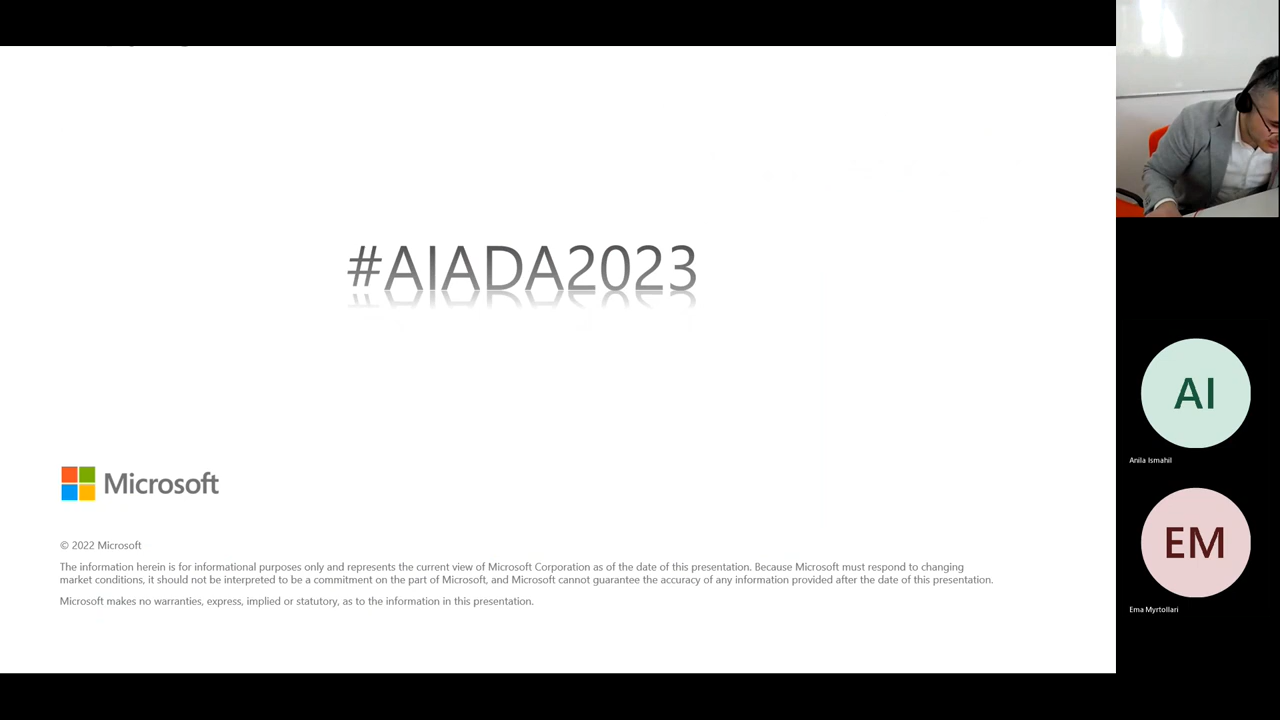 #AIADA2023
Microsoft
© 2022 Microsoft
The information herein is for informational purposes only and represents the current view of Microsoft Corporation as of the date of this presentation. Because Microsoft must respond to changing
market conditions, it should not be interpreted to be a commitment on the part of Microsoft, and Microsoft cannot guarantee the accuracy of any information provided after the date of this presentation.
Microsoft makes no warranties, express, implied or statutory, as to the information in this presentation.
AI
Anila Ismahil
EM
Ema Myrtollari